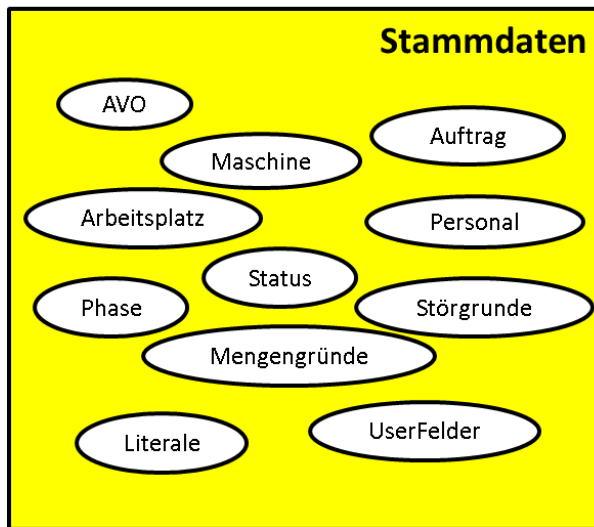 Stammdaten
AVO
Auftrag
Maschine
Arbeitsplatz
Personal
Status
Phase
Störgrunde
Mengengründe
Literale
UserFelder